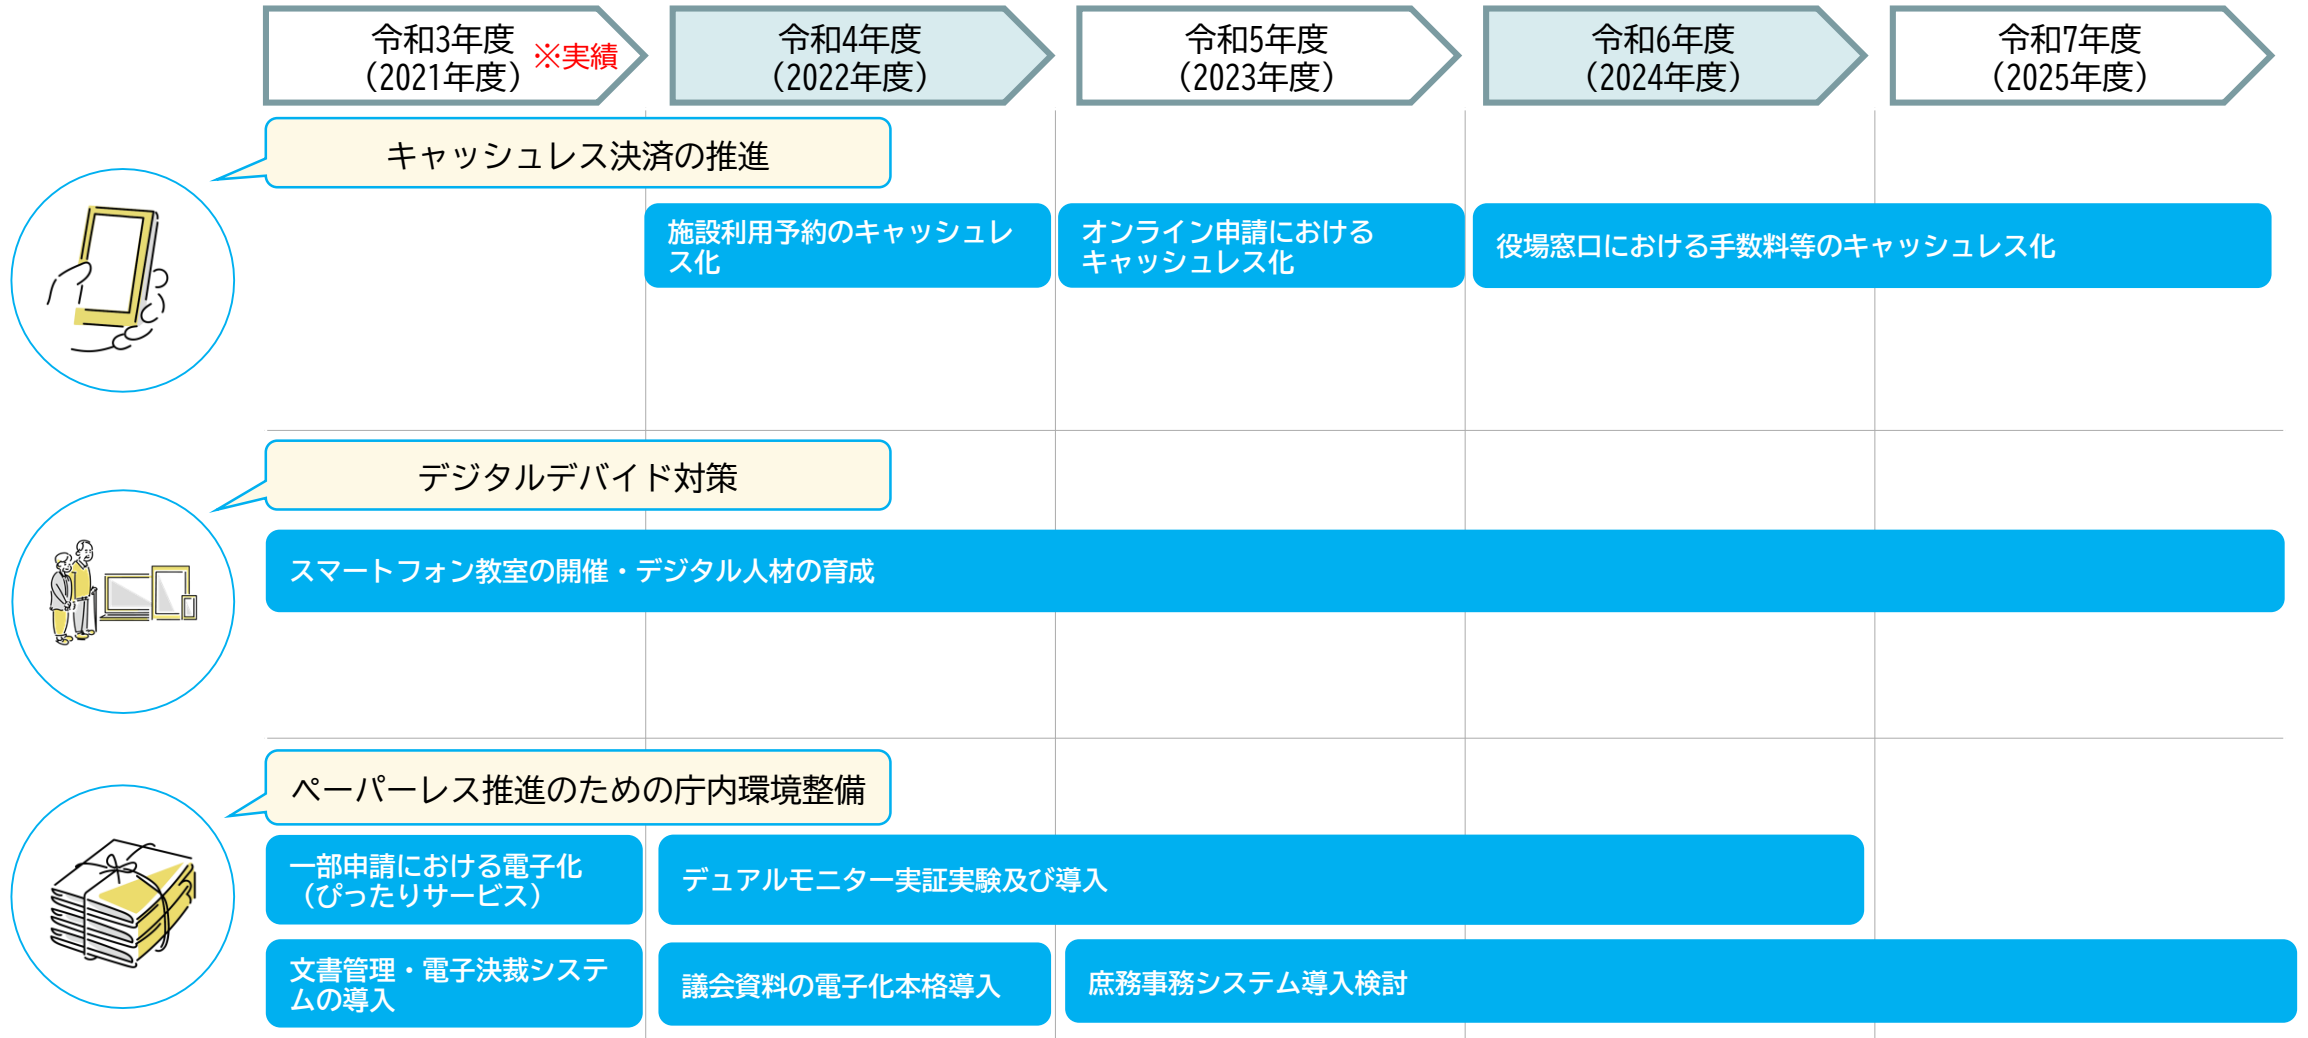 令和3年度
（2021年度）
※実績
令和4年度
（2022年度）
令和5年度
（2023年度）
令和6年度
（2024年度）
令和7年度
（2025年度）
キャッシュレス決済の推進
施設利用予約のキャッシュレ
ス化
オンライン申請における
キャッシュレス化
役場窓口における手数料等のキャッシュレス化
デジタルデバイド対策
スマートフォン教室の開催・デジタル人材の育成
ペーパーレス推進のための庁内環境整備
一部申請における電子化
（ぴったりサービス）
デュアルモニター実証実験及び導入
文書管理・電子決裁システ
ムの導入
議会資料の電子化本格導入
庶務事務システム導入検討